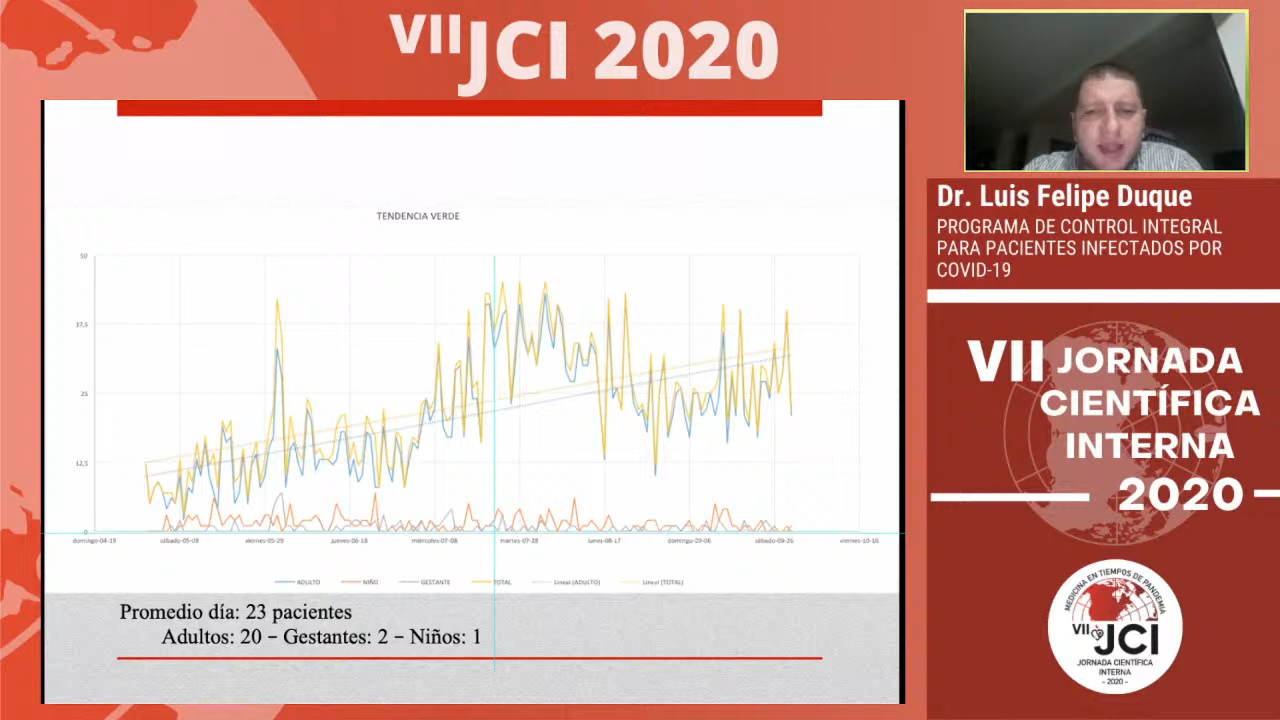 VII JCI 2020
TENDENCIA VERDE
50
37,5
25
12,5
0
domingo-04-19
sábado-05-09
viernes-05-29
jueves-06-18
miércoles-07-08
martes-07-28
lunes-08-17
domingo-09-06
sábado-09-26
viernes-10-16
ADULTO
NIÑO
GESTANTE
TOTAL
Lineal (ADULTO)
Lineal (TOTAL)
Promedio día: 23 pacientes
Adultos: 20 – Gestantes: 2 – Niños: 1
Dr. Luis Felipe Duque
PROGRAMA DE CONTROL INTEGRAL
PARA PACIENTES INFECTADOS POR
COVID-19
VII JORNADA
CIENTÍFICA
INTERNA
2020
MEDICINA EN TIEMPOS DE PANDEMIA
VII JCI
JORNADA CIENTÍFICA
INTERNA
- 2020 -